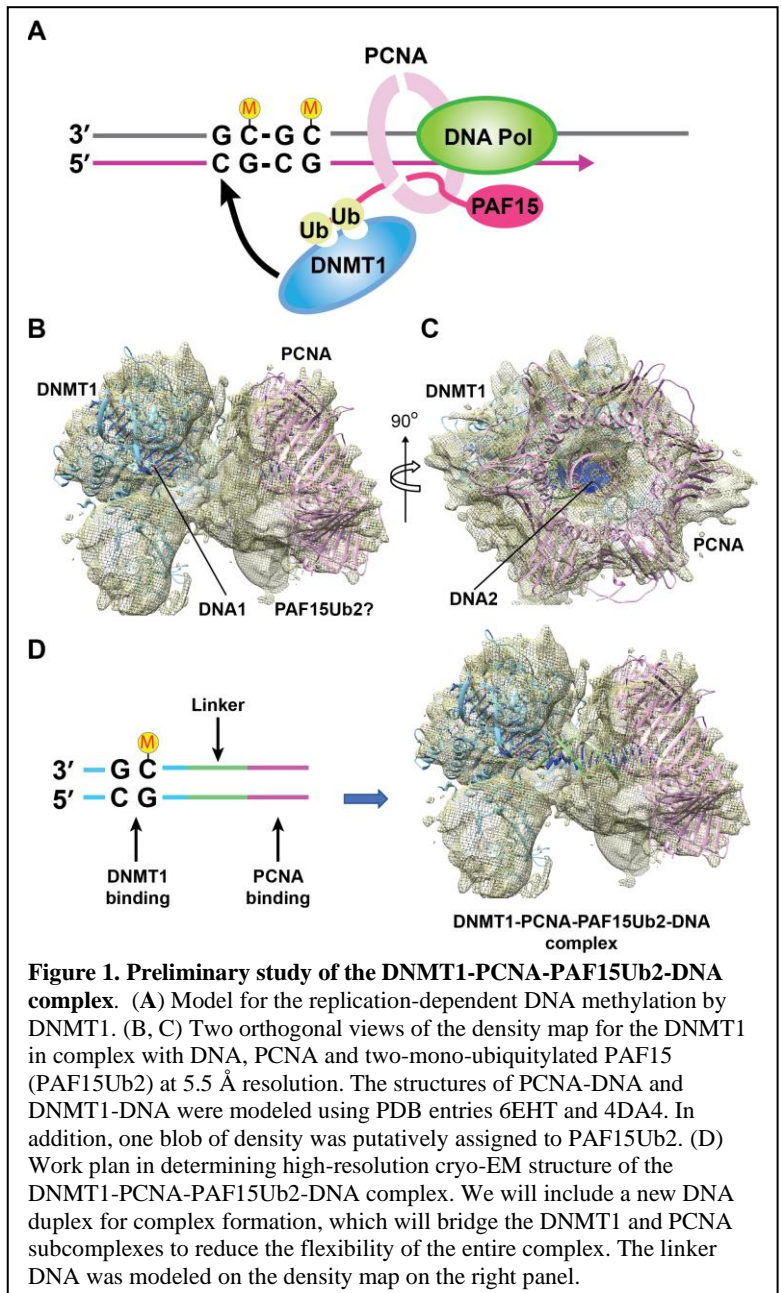 A
PCNA
M M
3' G C-G C DNA Pol
5' C G-C G
Ub Ub PAF15
DNMT1
B C
PCNA
DNMT1 DNMT1
90°
PCNA
DNA1 PAF15Ub2? DNA2
D
Linker
M
3' G C
5' C G
DNMT1 PCNA
binding binding
DNMT1-PCNA-PAF15Ub2-DNA
complex
Figure 1. Preliminary study of the DNMT1-PCNA-PAF15Ub2-DNA
complex. (A) Model for the replication-dependent DNA methylation by
DNMT1. (B, C) Two orthogonal views of the density map for the DNMT1
in complex with DNA, PCNA and two-mono-ubiquitylated PAF15
(PAF15Ub2) at 5.5 Å resolution. The structures of PCNA-DNA and
DNMT1-DNA were modeled using PDB entries 6EHT and 4DA4. In
addition, one blob of density was putatively assigned to PAF15Ub2. (D)
Work plan in determining high-resolution cryo-EM structure of the
DNMT1-PCNA-PAF15Ub2-DNA complex. We will include a new DNA
duplex for complex formation, which will bridge the DNMT1 and PCNA
subcomplexes to reduce the flexibility of the entire complex. The linker
DNA was modeled on the density map on the right panel.